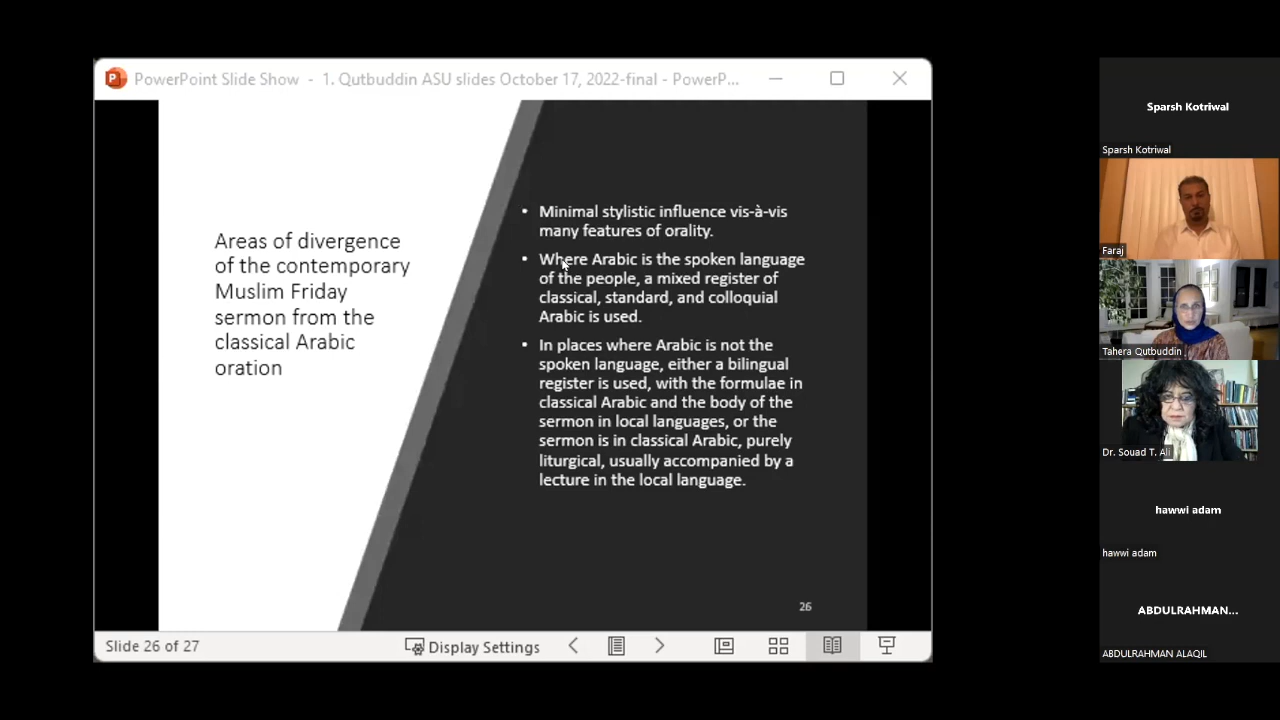 PowerPoint Slide Show - 1. Qutbuddin ASU slides October 17, 2022-final - PowerP...
Areas of divergence
of the contemporary
Muslim Friday
sermon from the
classical Arabic
oration
• Minimal stylistic influence vis-à-vis
many features of orality.
• Where Arabic is the spoken language
of the people, a mixed register of
classical, standard, and colloquial
Arabic is used.
• In places where Arabic is not the
spoken language, either a bilingual
register is used, with the formulae in
classical Arabic and the body of the
sermon in local languages, or the
sermon is in classical Arabic, purely
liturgical, usually accompanied by a
lecture in the local language.
26
Slide 26 of 27
Display Settings
Sparsh Kotriwal
Sparsh Kotriwal
Faraj
Tahera Qutbuddin
Dr. Souad T. Ali
hawwi adam
hawwi adam
ABDULRAHMAN...
ABDULRAHMAN ALAQIL